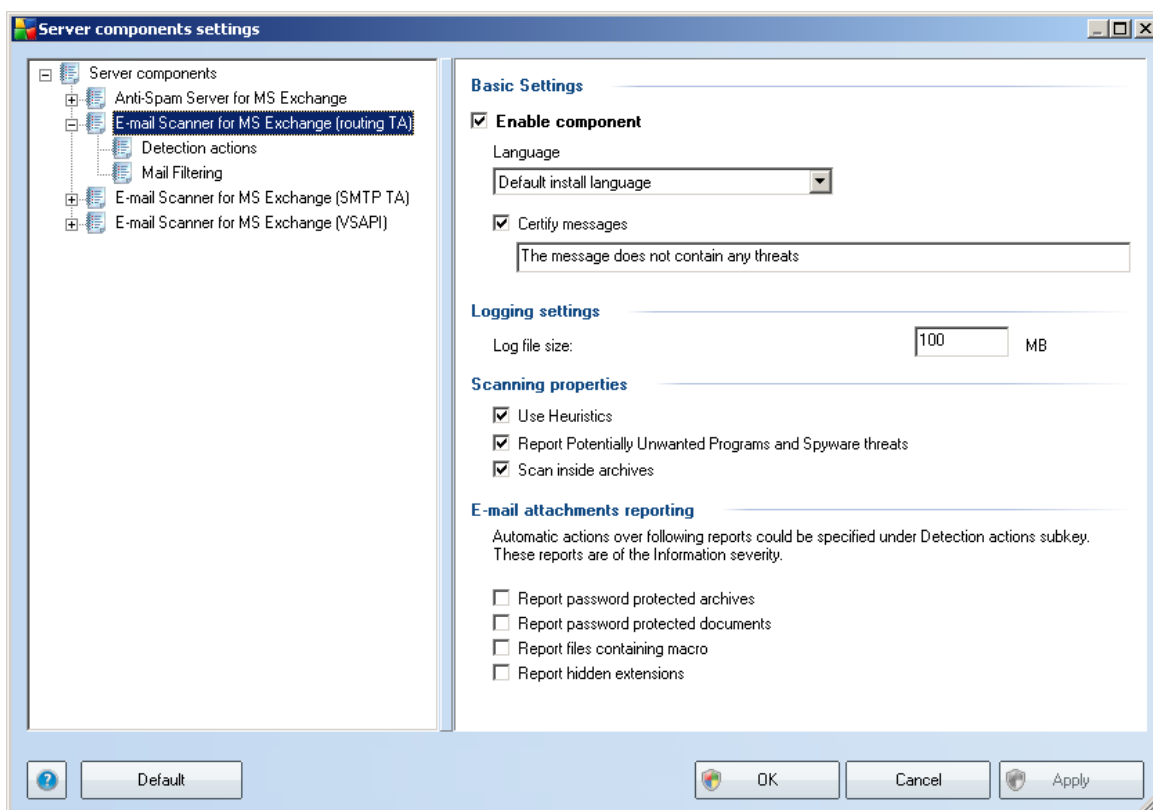 Server components settings
Server components
Anti-Spam Server for MS Exchange
E-mail Scanner for MS Exchange (routing TA)
Detection actions
Mail Filtering
E-mail Scanner for MS Exchange (SMTP TA)
E-mail Scanner for MS Exchange (VSAPI)
Basic Settings
Enable component
Language
Default install language
Certify messages
The message does not contain any threats
Logging settings
Log file size: 100 MB
Scanning properties
Use Heuristics
Report Potentially Unwanted Programs and Spyware threats
Scan inside archives
E-mail attachments reporting
Automatic actions over following reports could be specified under Detection actions subkey.
These reports are of the Information severity.
Report password protected archives
Report password protected documents
Report files containing macro
Report hidden extensions
? Default OK Cancel Apply